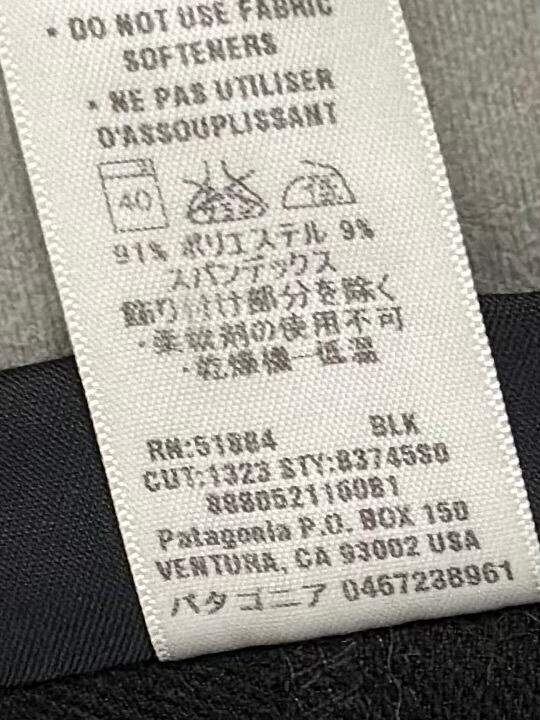 • DO NOT USE FABRIC
SOFTENERS
• NE PAS UTILISER
D'ASSOUPLISSANT
40 低
91% ポリエステル 9%
スパンデックス
飾り付け部分を除く
・柔軟剤の使用不可
・乾燥機一低温
RN:51884 BLK
CUT:1323 STY:83745S0
888052116081
Patagonia P.O. BOX 150
VENTURA, CA 93002 USA
パタゴニア 0467238961